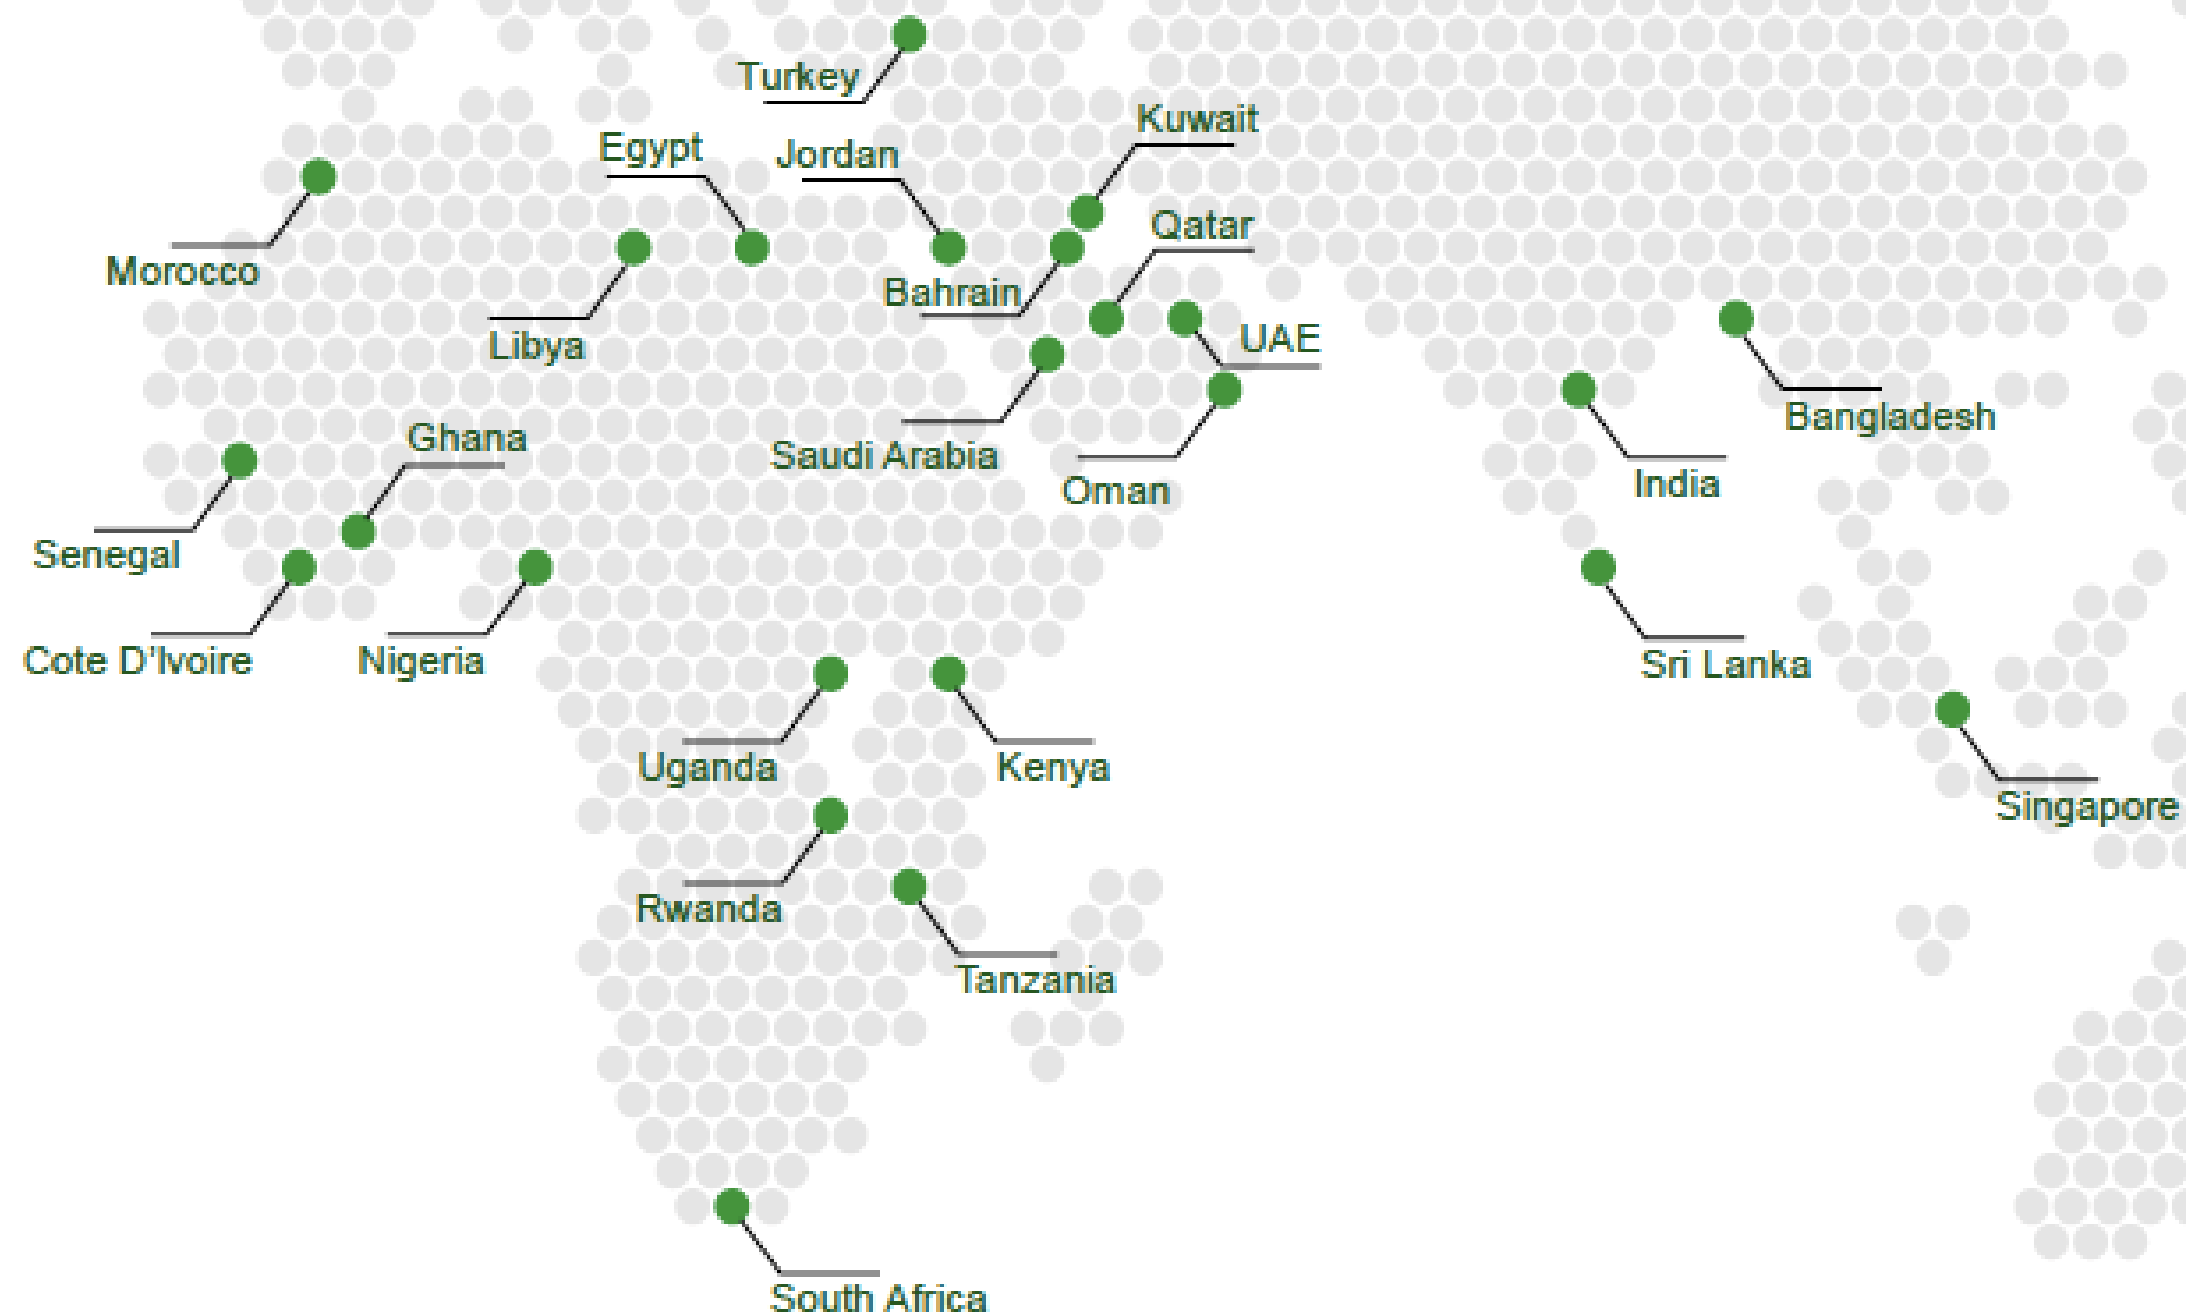 Turkey
Kuwait
Egypt
Jordan
Qatar
Morocco
Bahrain
Libya
UAE
Bangladesh
Ghana
Saudi Arabia
India
Oman
Senegal
Cote D'Ivoire
Nigeria
Sri Lanka
Uganda
Kenya
Singapore
Rwanda
Tanzania
South Africa